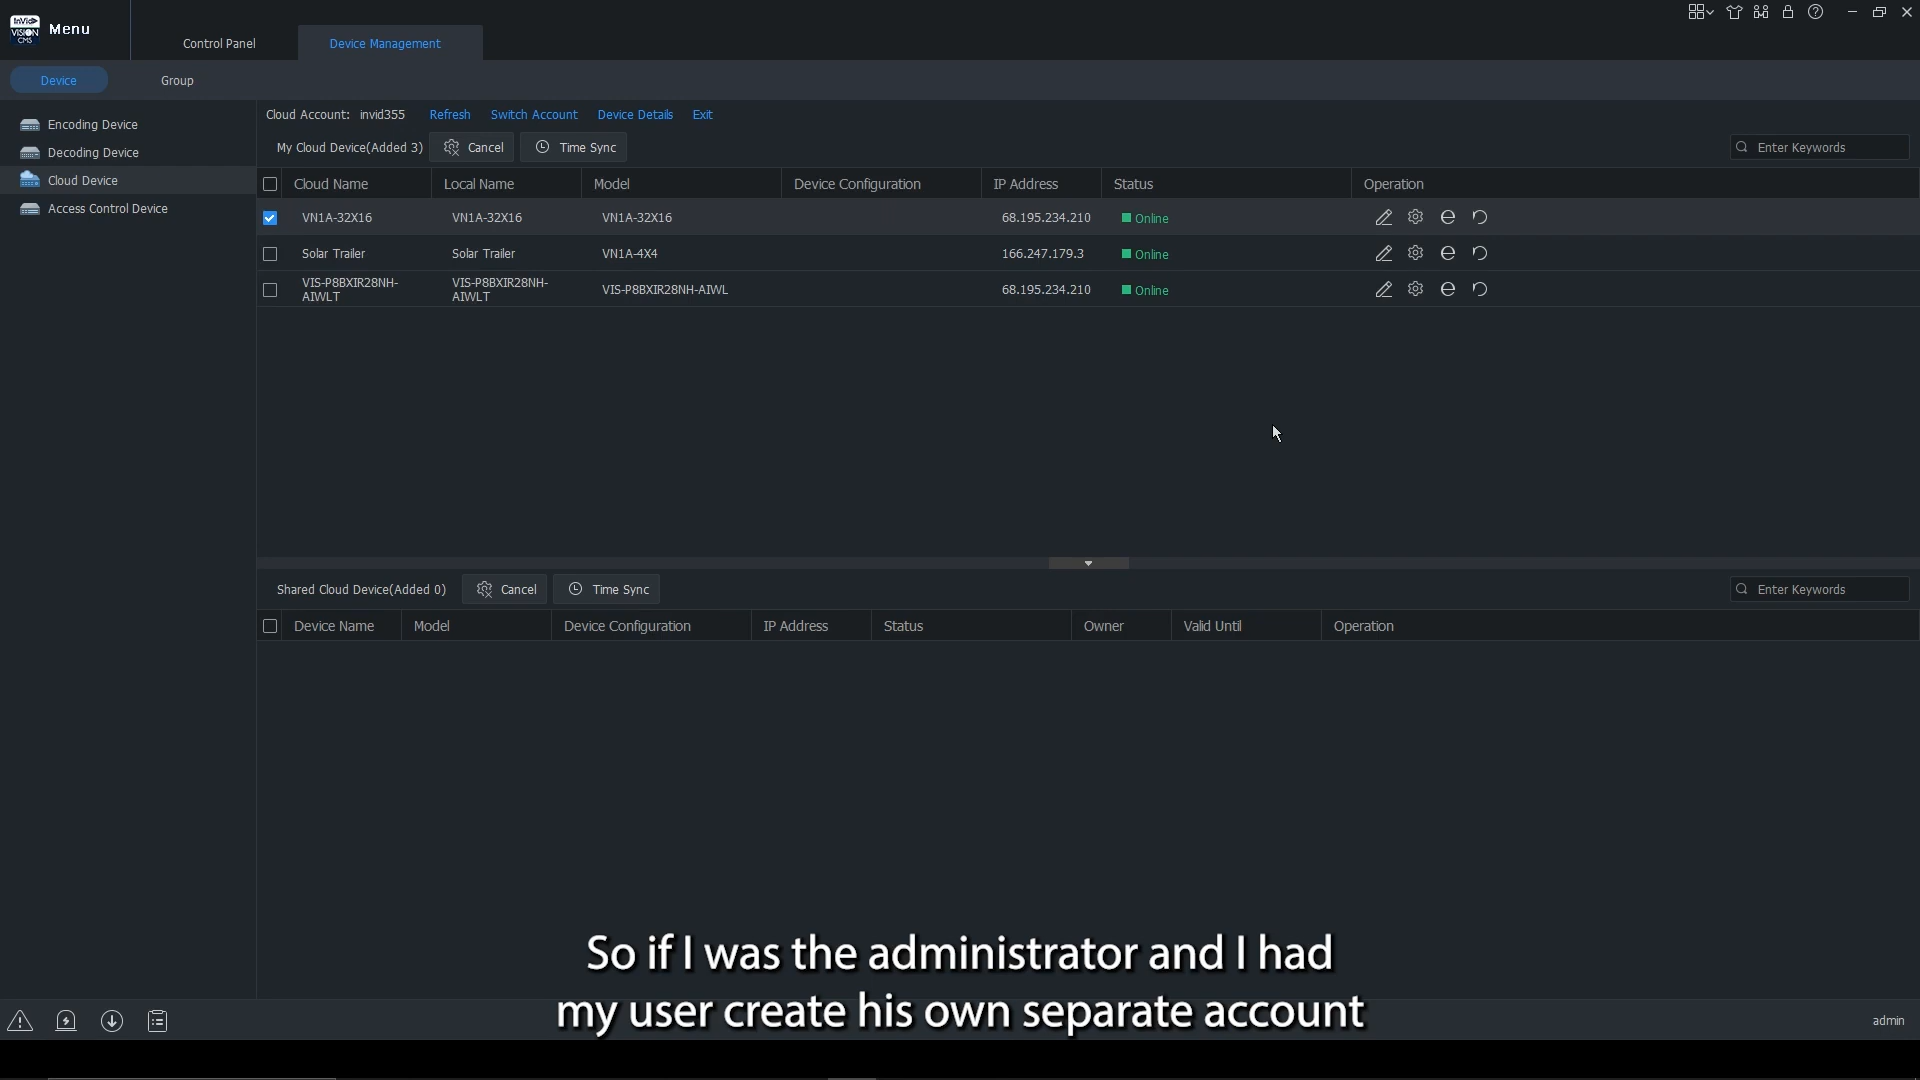 InVid
VISION
CMS
Menu
Control Panel
Device Management
Device
Group
Encoding Device
Decoding Device
Cloud Device
Access Control Device
Cloud Account: invid355 Refresh Switch Account Device Details Exit
My Cloud Device(Added 3) Cancel Time Sync Enter Keywords
Cloud Name Local Name Model Device Configuration IP Address Status Operation
VN1A-32X16 VN1A-32X16 VN1A-32X16 68.195.234.210 Online
Solar Trailer Solar Trailer VN1A-4X4 166.247.179.3 Online
VIS-P8BXIR28NH-AIWLT VIS-P8BXIR28NH-AIWLT VIS-P8BXIR28NH-AIWL 68.195.234.210 Online
Shared Cloud Device(Added 0) Cancel Time Sync Enter Keywords
Device Name Model Device Configuration IP Address Status Owner Valid Until Operation
So if I was the administrator and I had
my user create his own separate account
admin